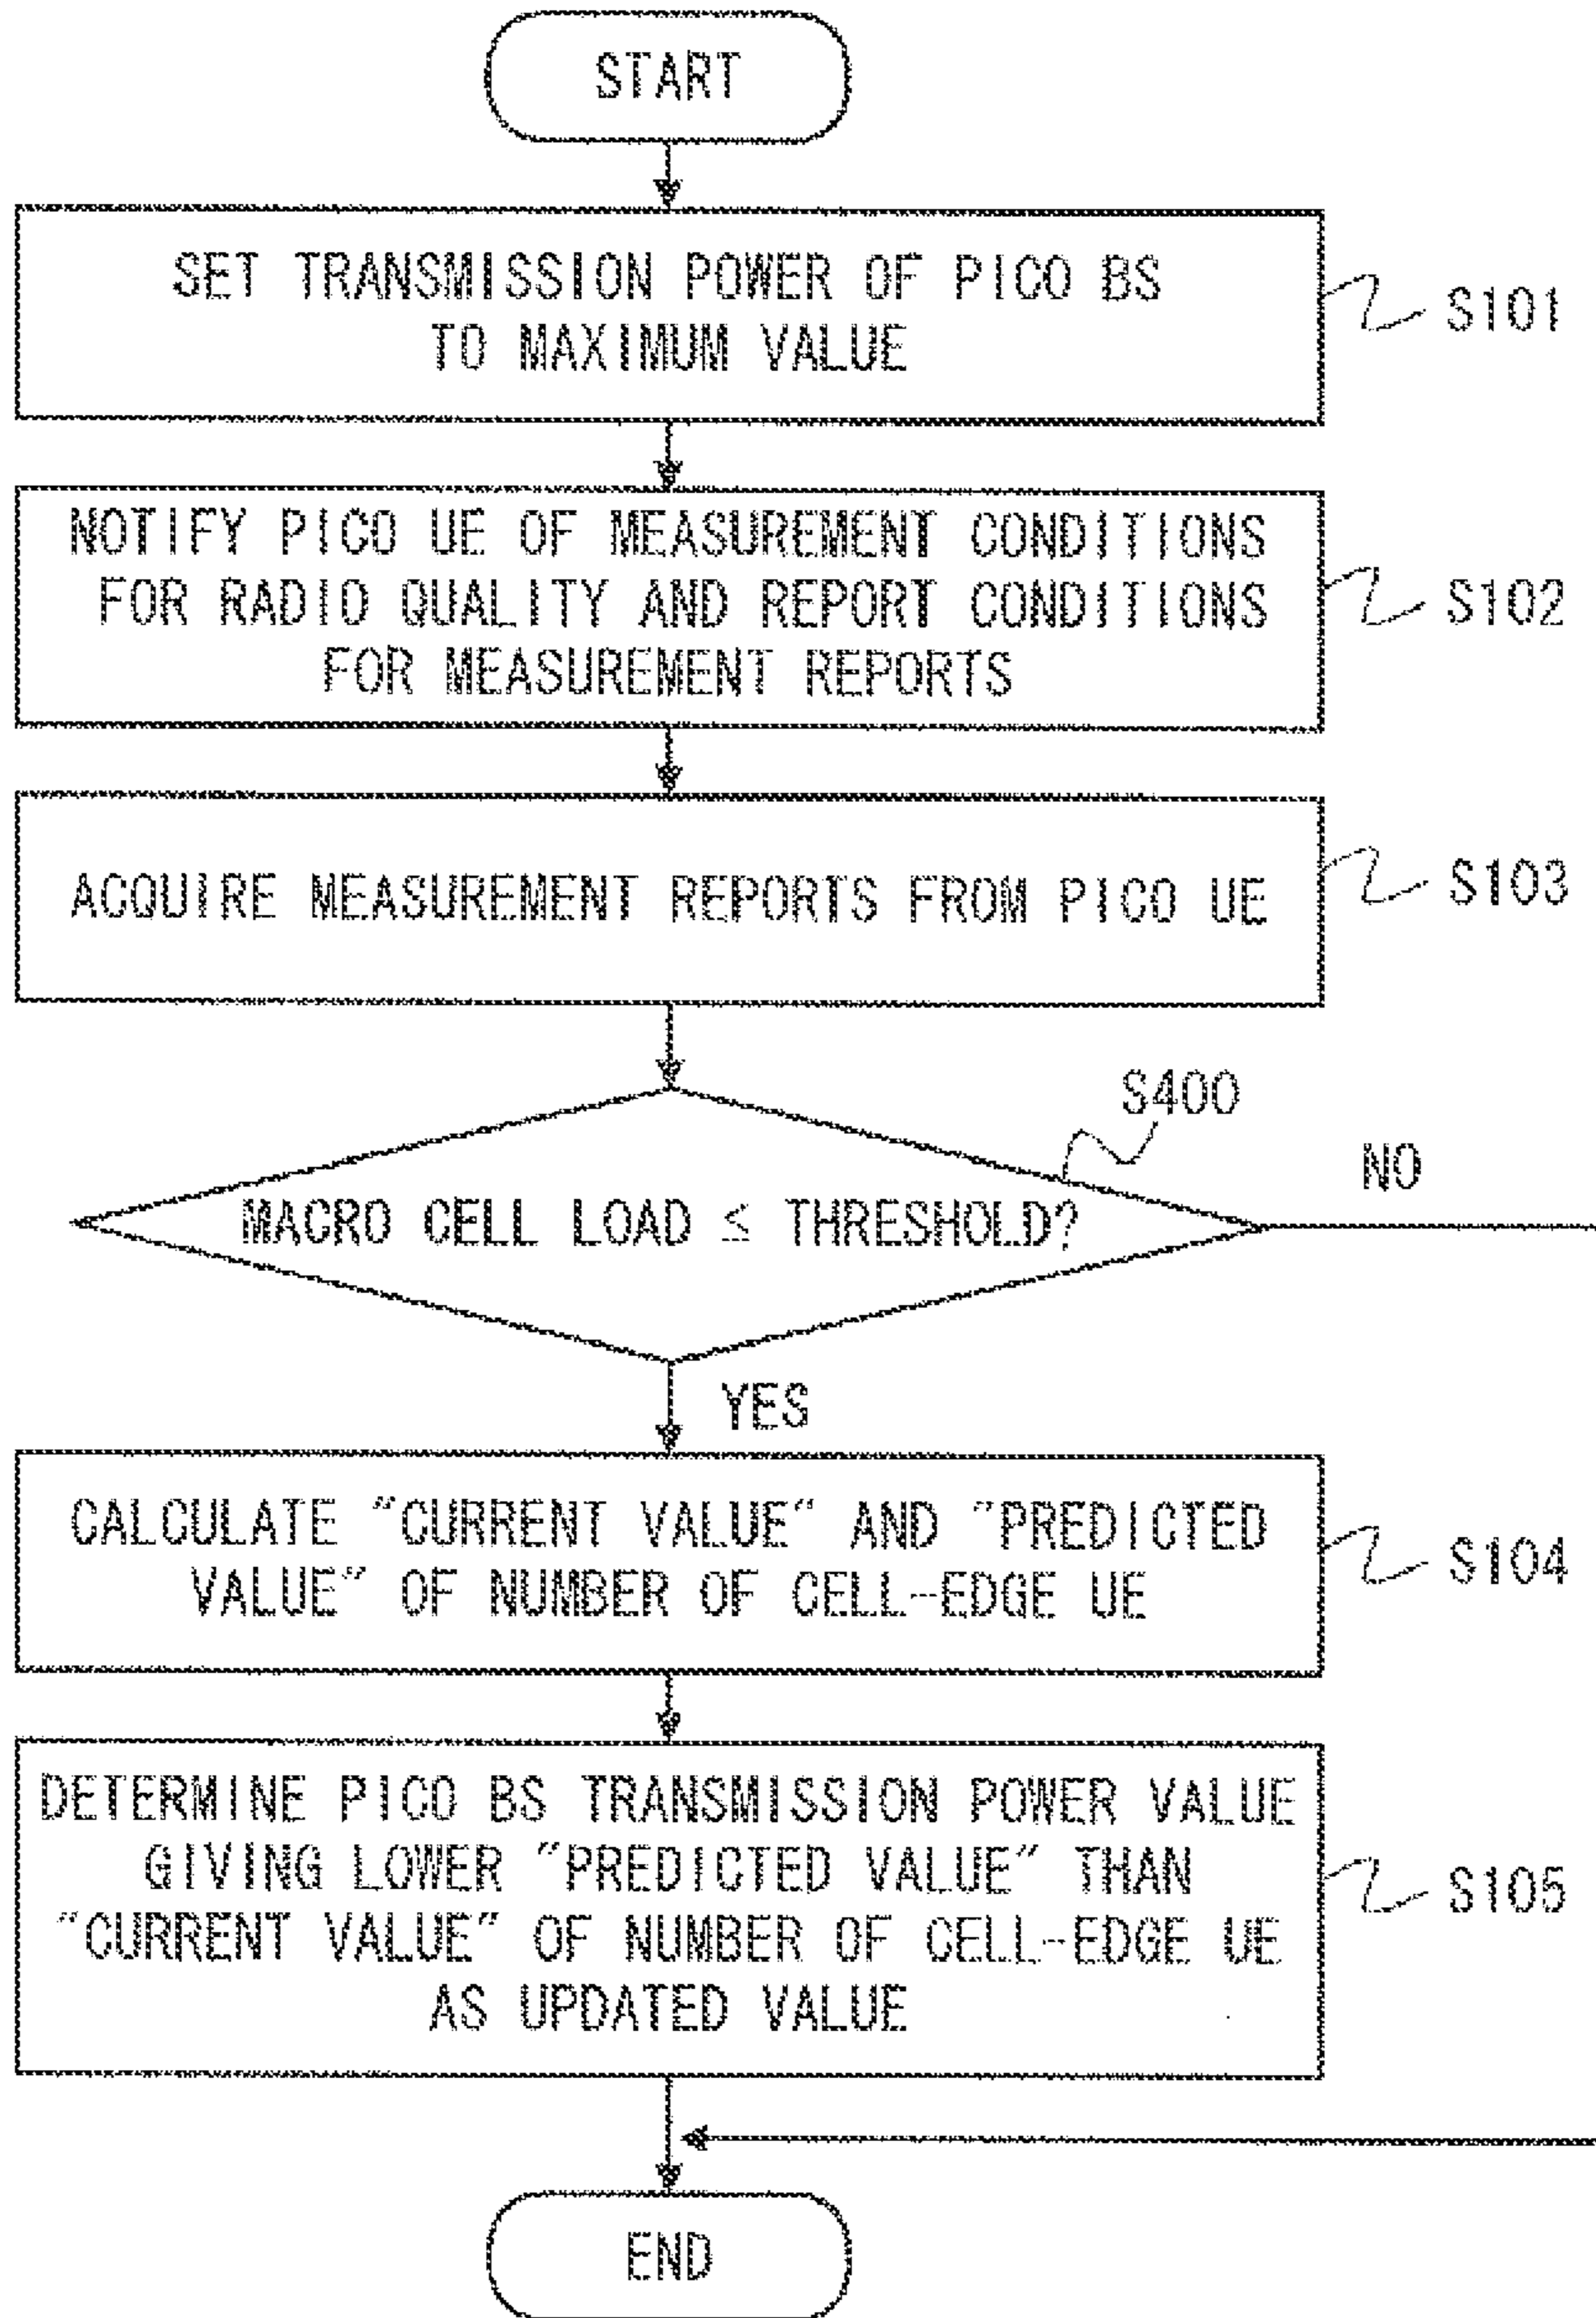 START
SET TRANSMISSION POWER OF PICO BS
TO MAXIMUM VALUE
S101
NOTIFY PICO UE OF MEASUREMENT CONDITIONS
FOR RADIO QUALITY AND REPORT CONDITIONS
FOR MEASUREMENT REPORTS
S102
ACQUIRE MEASUREMENT REPORTS FROM PICO UE
S103
S400
MACRO CELL LOAD ≤ THRESHOLD?
NO
YES
CALCULATE "CURRENT VALUE" AND "PREDICTED
VALUE" OF NUMBER OF CELL-EDGE UE
S104
DETERMINE PICO BS TRANSMISSION POWER VALUE
GIVING LOWER "PREDICTED VALUE" THAN
"CURRENT VALUE" OF NUMBER OF CELL-EDGE UE
AS UPDATED VALUE
S105
END